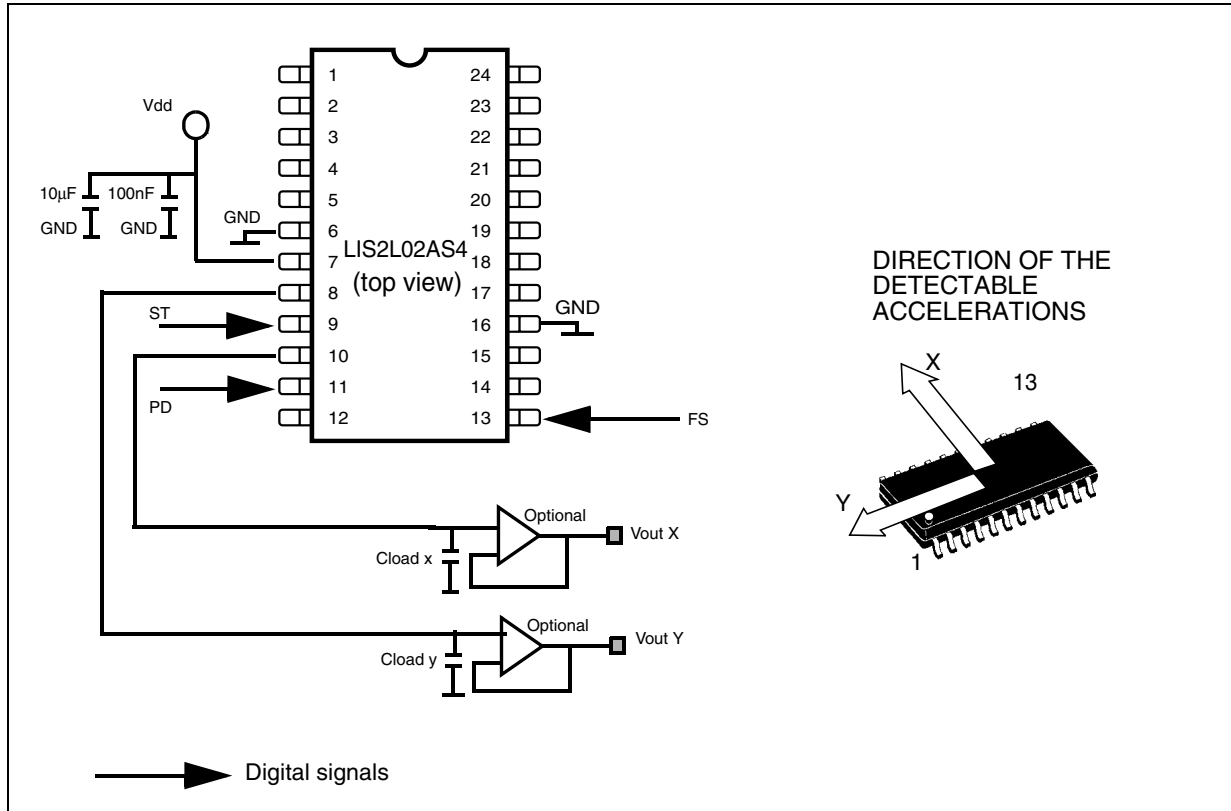 1 24
2 23
Vdd
3 22
4 21
10µF 100nF
5 20
GND GND
GND
6 19
7 LIS2L02AS4 18
(top view)
8 17
ST
9 16
GND
10 15
PD
11 14
12 13
FS
DIRECTION OF THE
DETECTABLE
ACCELERATIONS
X
13
Y
1
Optional
Vout X
Cload x
Optional
Vout Y
Cload y
Digital signals